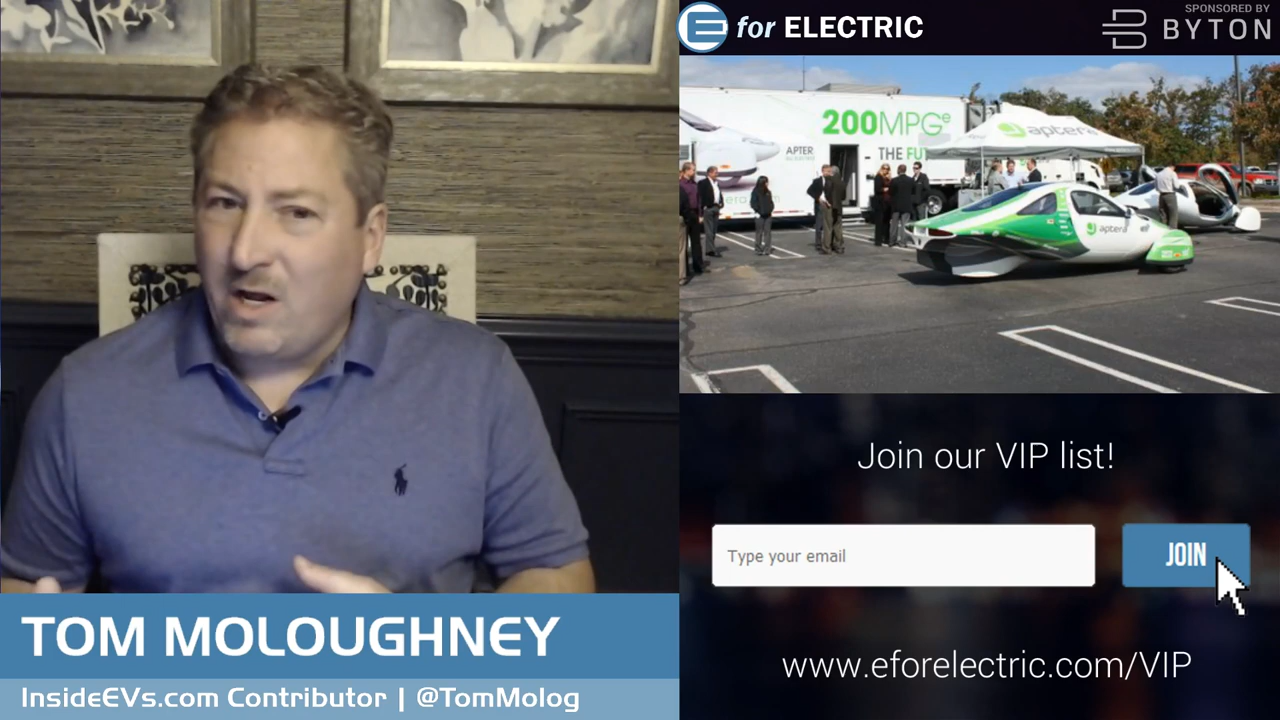 E for ELECTRIC
SPONSORED BY
BYTON
200MPGe
APTER
THE FU
aptera
aptera
Join our VIP list!
Type your email
JOIN
www.eforelectric.com/VIP
TOM MOLOUGHNEY
InsideEVs.com Contributor | @TomMolog